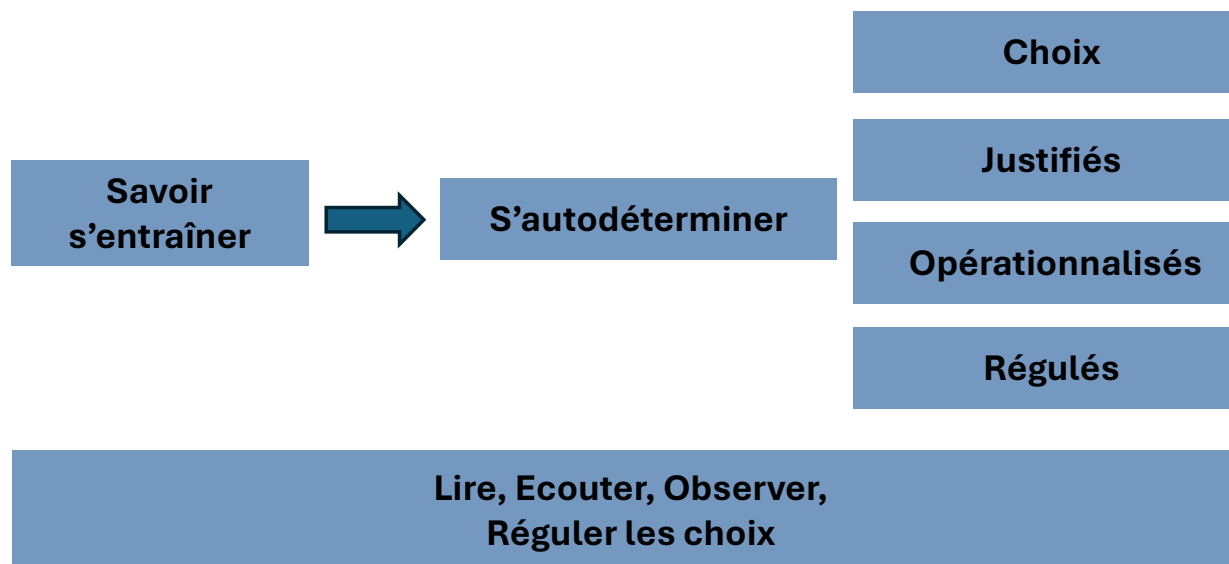 Savoir
s’entraîner
S’autodéterminer
Choix
Justifiés
Opérationnalisés
Régulés
Lire, Ecouter, Observer,
Réguler les choix